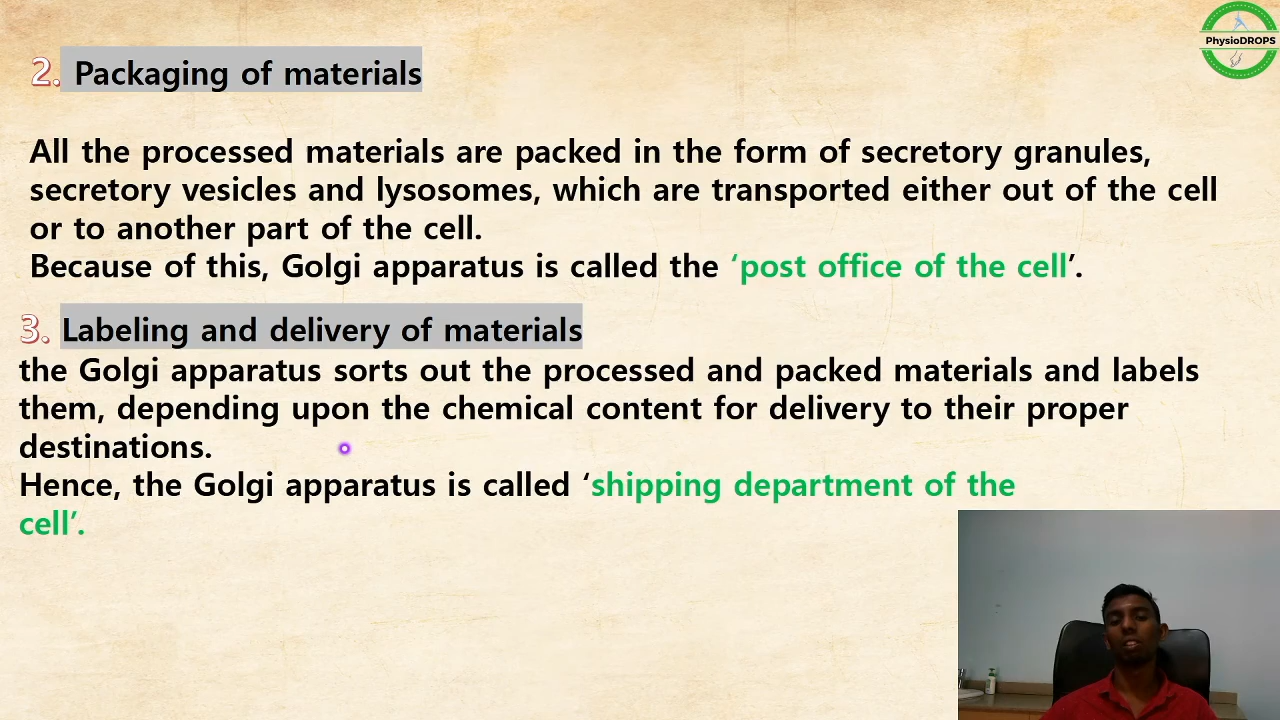 PhysioDROPS
2. Packaging of materials
All the processed materials are packed in the form of secretory granules,
secretory vesicles and lysosomes, which are transported either out of the cell
or to another part of the cell.
Because of this, Golgi apparatus is called the ‘post office of the cell’.
3. Labeling and delivery of materials
the Golgi apparatus sorts out the processed and packed materials and labels
them, depending upon the chemical content for delivery to their proper
destinations.
Hence, the Golgi apparatus is called ‘shipping department of the
cell’.